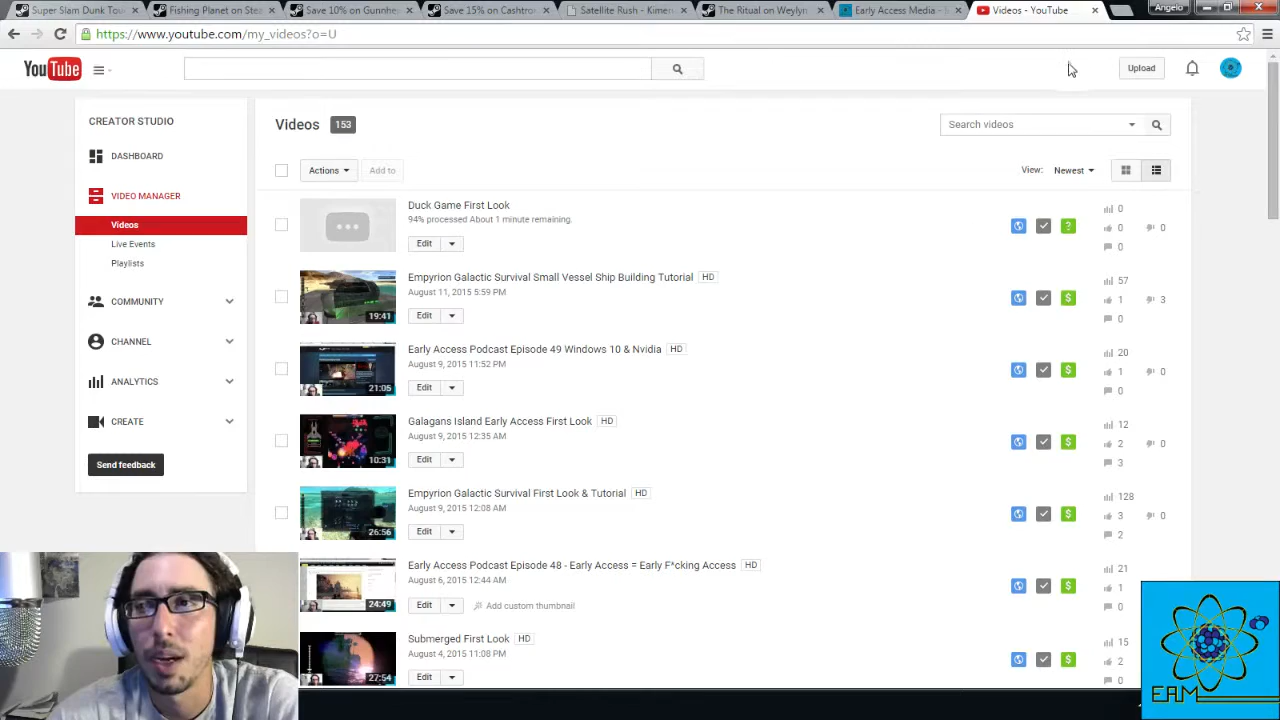 Super Slam Dunk Touc
Fishing Planet on Stea
Save 10% on Gunnhei
Save 15% on Cashtro
Satellite Rush - Kimer
The Ritual on Weylyn
Early Access Media -
Videos - YouTube
Angelo
https://www.youtube.com/my_videos?o=U
YouTube
Upload
CREATOR STUDIO
DASHBOARD
VIDEO MANAGER
Videos
Live Events
Playlists
COMMUNITY
CHANNEL
ANALYTICS
CREATE
Send feedback
Videos 153
Search videos
Actions Add to
View: Newest
Duck Game First Look
94% processed About 1 minute remaining.
Edit
0
0 0
0
Empyrion Galactic Survival Small Vessel Ship Building Tutorial HD
August 11, 2015 5:59 PM
19:41
Edit
57
1 3
0
Early Access Podcast Episode 49 Windows 10 & Nvidia HD
August 9, 2015 11:52 PM
21:05
Edit
20
1 0
0
Galagans Island Early Access First Look HD
August 9, 2015 12:35 AM
10:31
Edit
12
2 0
3
Empyrion Galactic Survival First Look & Tutorial HD
August 9, 2015 12:08 AM
26:56
Edit
128
3 0
2
Early Access Podcast Episode 48 - Early Access = Early F*cking Access HD
August 6, 2015 12:44 AM
24:49
Edit Add custom thumbnail
21
1
0
Submerged First Look HD
August 4, 2015 11:08 PM
27:54
Edit
15
2
0
EAM